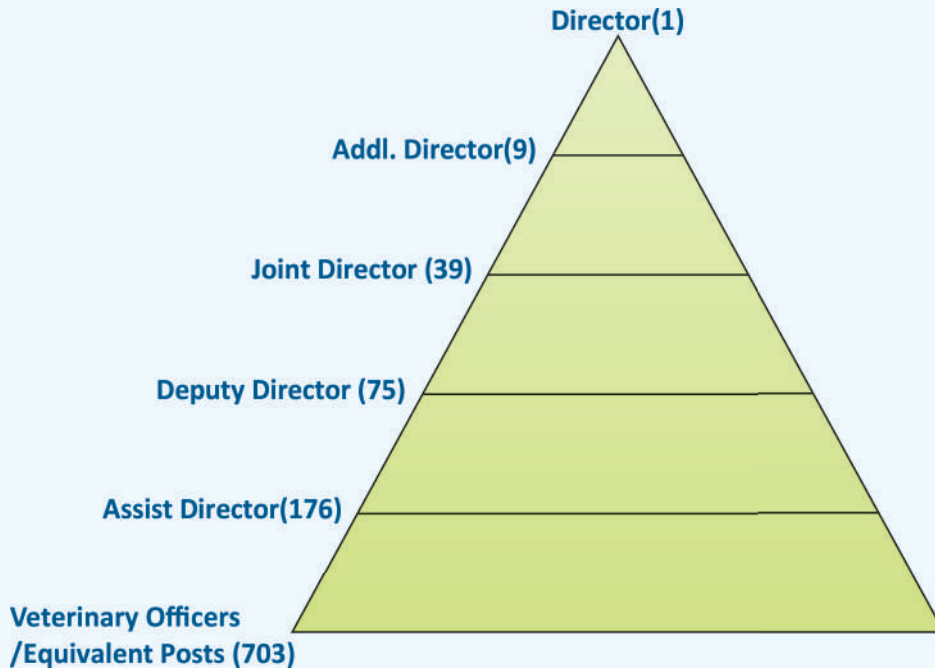 Director(1)
Addl. Director(9)
Joint Director (39)
Deputy Director (75)
Assist Director(176)
Veterinary Officers
/Equivalent Posts (703)